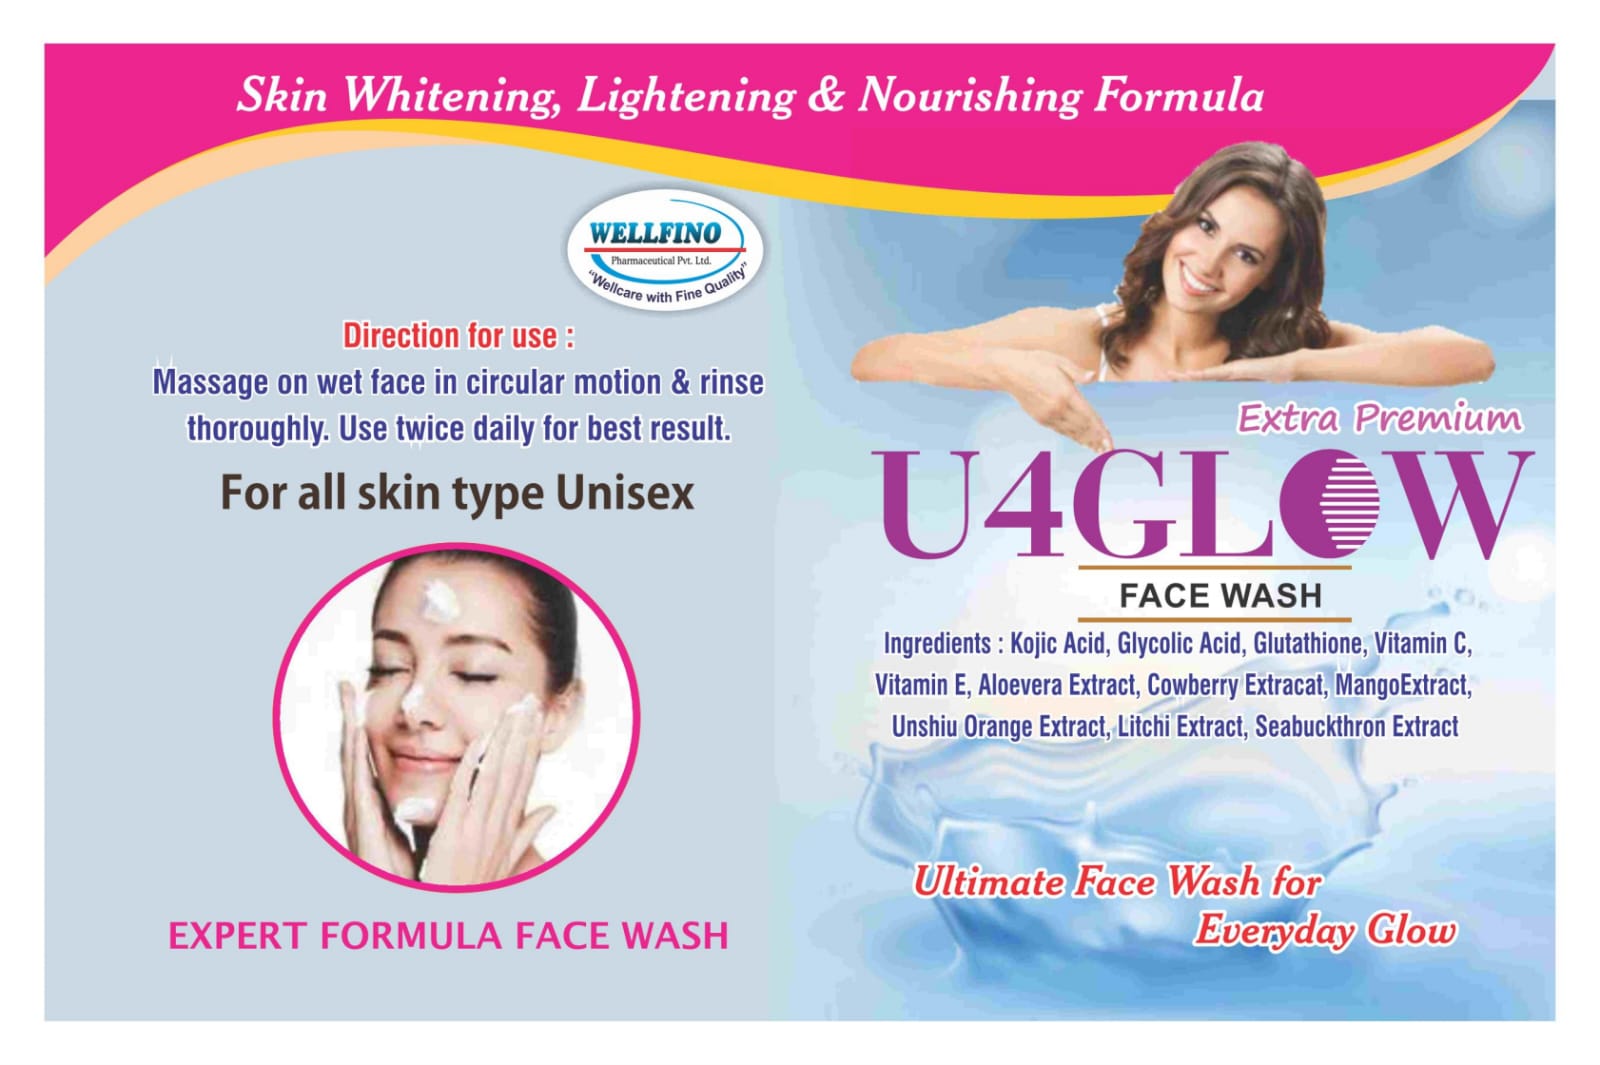 Skin Whitening, Lightening & Nourishing Formula
WELLFINO
Pharmaceutical Pvt. Ltd.
"Wellcare with Fine Quality"
Direction for use :
Massage on wet face in circular motion & rinse
thoroughly. Use twice daily for best result.
For all skin type Unisex
EXPERT FORMULA FACE WASH
Extra Premium
U4GLOW
FACE WASH
Ingredients : Kojic Acid, Glycolic Acid, Glutathione, Vitamin C,
Vitamin E, Aloevera Extract, Cowberry Extracat, MangoExtract,
Unshiu Orange Extract, Litchi Extract, Seabuckthron Extract
Ultimate Face Wash for
Everyday Glow